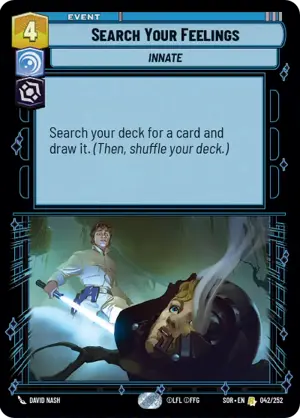 EVENT
4
SEARCH YOUR FEELINGS
INNATE
Search your deck for a card and
draw it. (Then, shuffle your deck.)
DAVID NASH
©LFL ©FFG
SOR • EN R 042/252